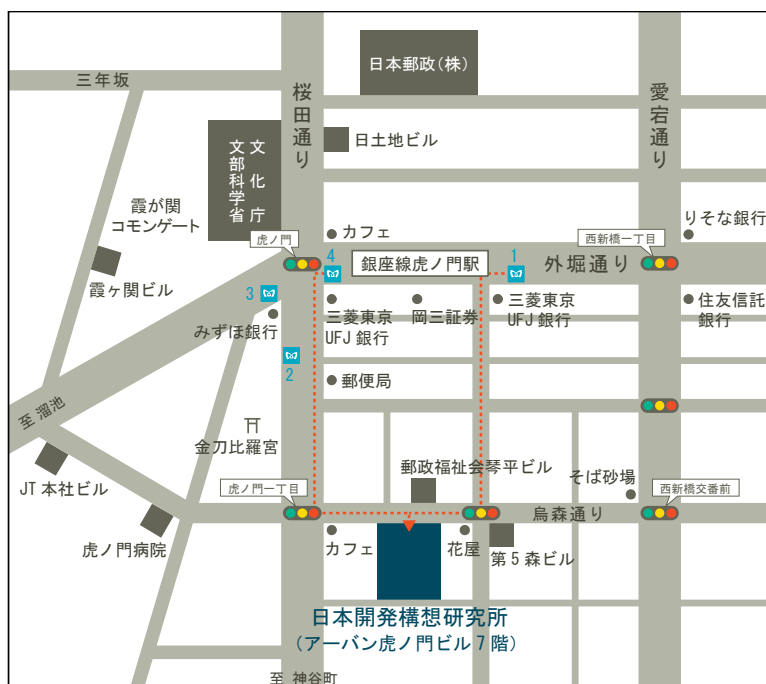 日本郵政(株)
三年坂
桜田通り
愛宕通り
日土地ビル
文化庁
文部科学省
霞が関
コモンゲート
りそな銀行
カフェ
虎ノ門
西新橋一丁目
4
銀座線虎ノ門駅
1
外堀通り
霞ヶ関ビル
3
三菱東京
UFJ銀行
岡三証券
三菱東京
UFJ銀行
住友信託
銀行
みずほ銀行
2
郵便局
至 溜池
金刀比羅宮
郵政福祉会琴平ビル
そば砂場
JT本社ビル
虎ノ門一丁目
西新橋交番前
烏森通り
虎ノ門病院
カフェ
花屋
第5森ビル
日本開発構想研究所
(アーバン虎ノ門ビル7階)
至 神谷町